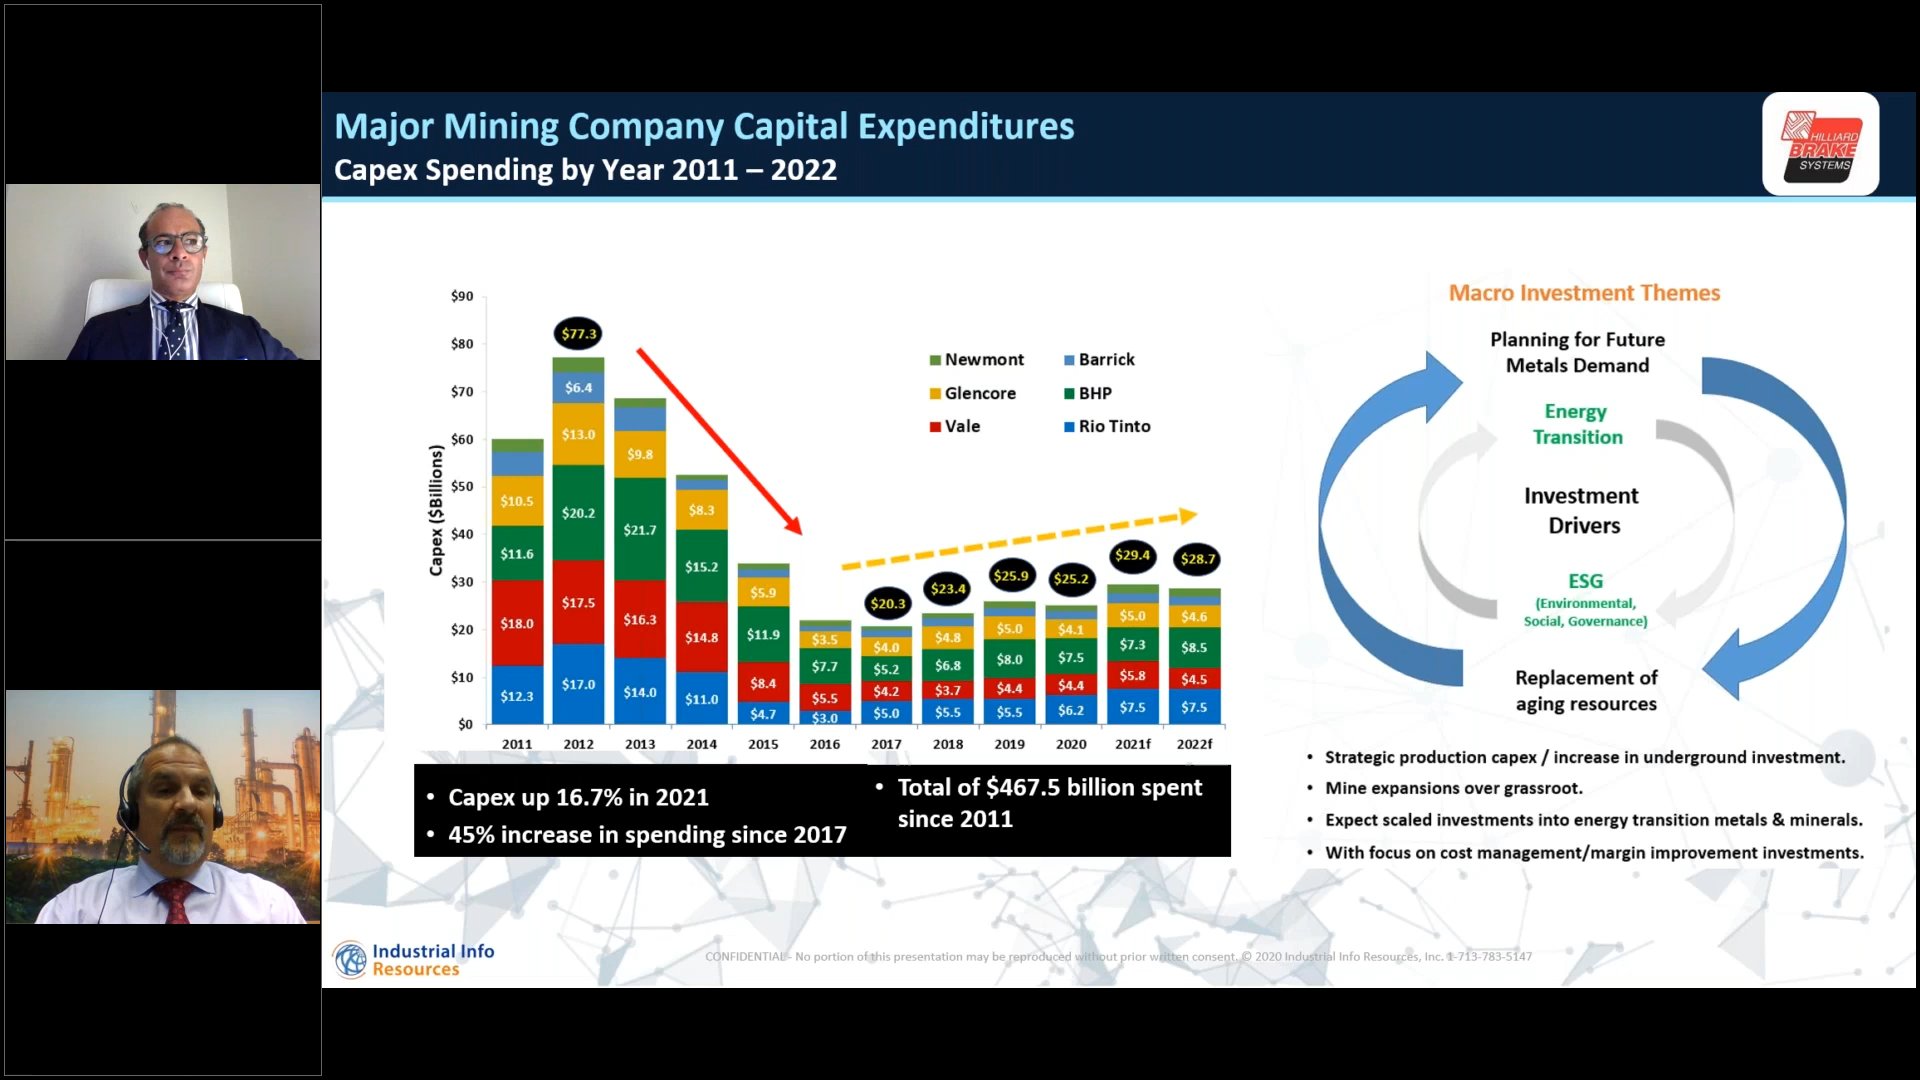 Major Mining Company Capital Expenditures
Capex Spending by Year 2011 – 2022
HILLIARD
BRAKE
SYSTEMS
Capex ($Billions)
$90
$80
$70
$60
$50
$40
$30
$20
$10
$0
$77.3
$20.3
$23.4
$25.9
$25.2
$29.4
$28.7
Newmont
Barrick
Glencore
BHP
Vale
Rio Tinto
$10.5
$11.6
$18.0
$12.3
$6.4
$13.0
$20.2
$17.5
$17.0
$9.8
$21.7
$16.3
$14.0
$8.3
$15.2
$14.8
$11.0
$5.9
$11.9
$8.4
$4.7
$3.5
$7.7
$5.5
$3.0
$4.0
$5.2
$4.2
$5.0
$4.8
$6.8
$3.7
$5.5
$5.0
$8.0
$4.4
$5.5
$4.1
$7.5
$4.4
$6.2
$5.0
$7.3
$5.8
$7.5
$4.6
$8.5
$4.5
$7.5
2011
2012
2013
2014
2015
2016
2017
2018
2019
2020
2021f
2022f
• Capex up 16.7% in 2021
• 45% increase in spending since 2017
• Total of $467.5 billion spent
since 2011
Macro Investment Themes
Planning for Future
Metals Demand
Energy
Transition
Investment
Drivers
ESG
(Environmental,
Social, Governance)
Replacement of
aging resources
• Strategic production capex / increase in underground investment.
• Mine expansions over grassroot.
• Expect scaled investments into energy transition metals & minerals.
• With focus on cost management/margin improvement investments.
Industrial Info
Resources
CONFIDENTIAL - No portion of this presentation may be reproduced without prior written consent. © 2020 Industrial Info Resources, Inc. 1-713-783-5147